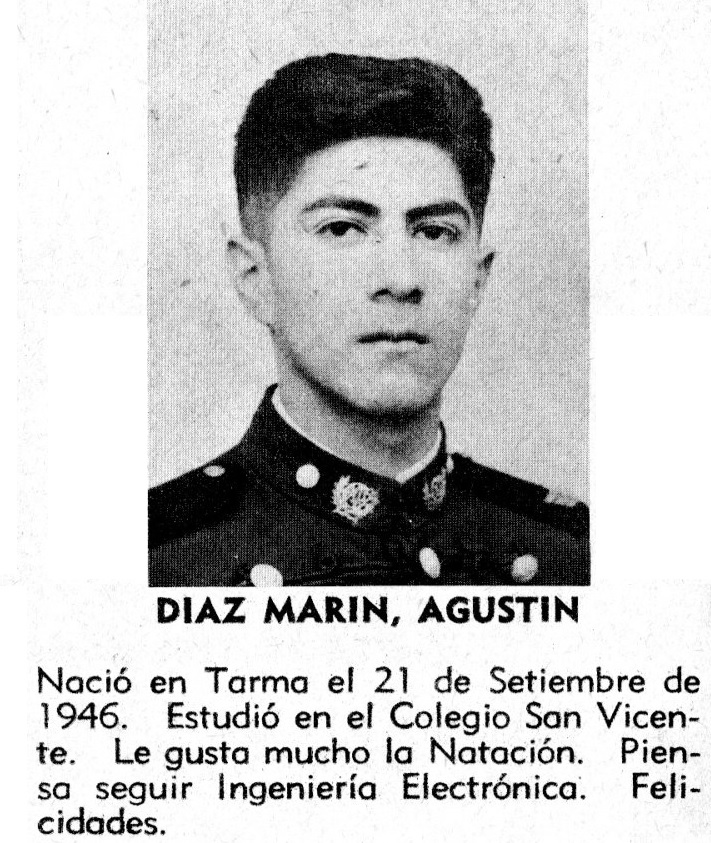 DIAZ MARIN, AGUSTIN
Nació en Tarma el 21 de Setiembre de
1946. Estudió en el Colegio San Vicen-
te. Le gusta mucho la Natación. Pien-
sa seguir Ingeniería Electrónica. Feli-
cidades.